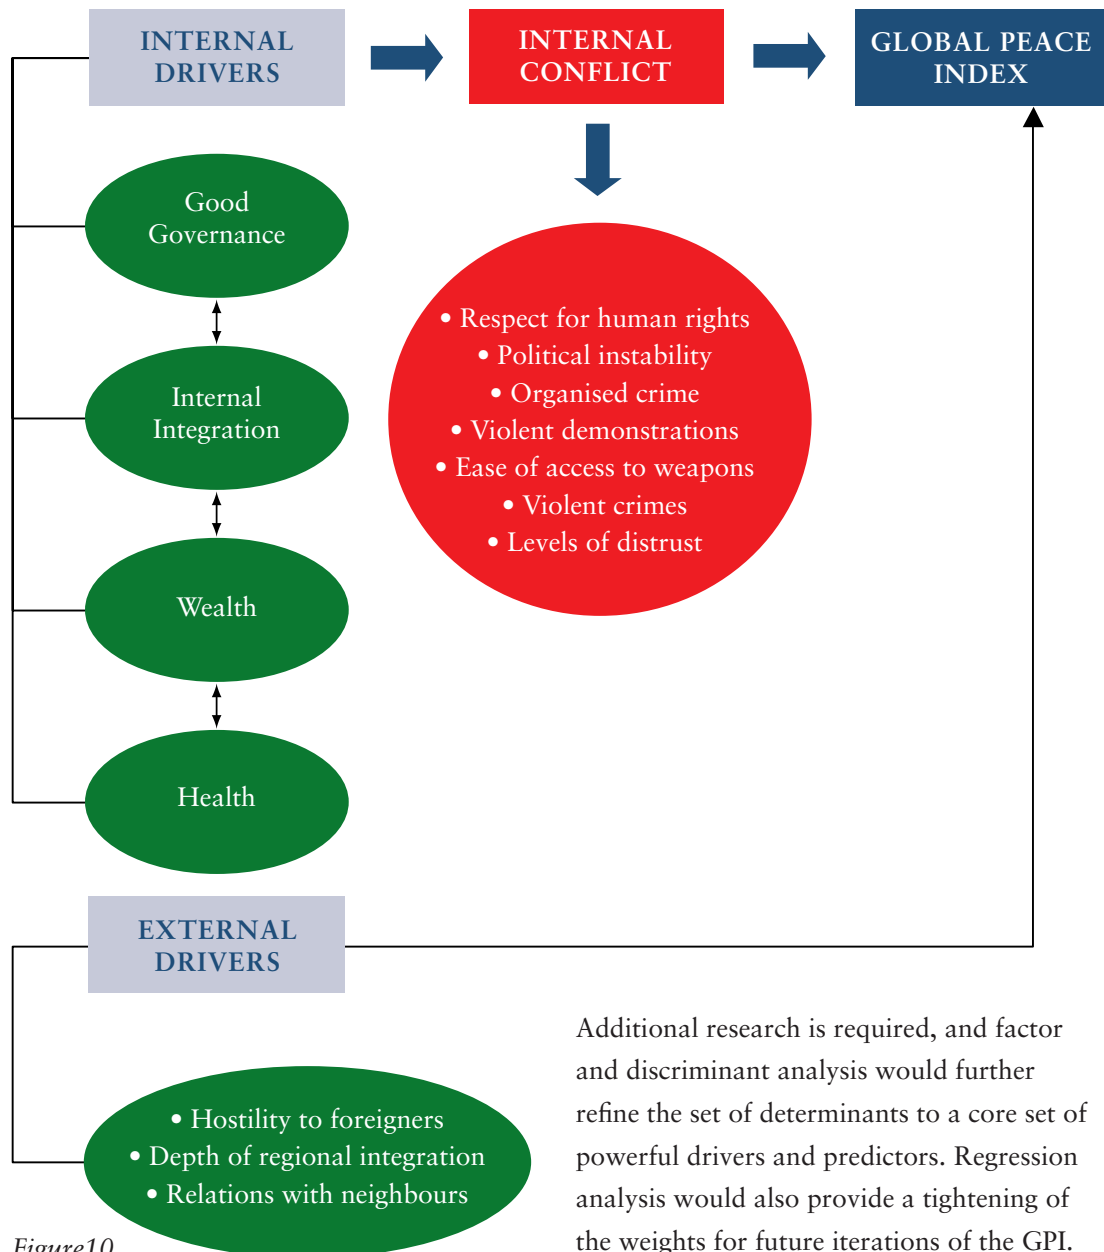 INTERNAL
DRIVERS
INTERNAL
CONFLICT
GLOBAL PEACE
INDEX
Good
Governance
Internal
Integration
Wealth
Health
• Respect for human rights
• Political instability
• Organised crime
• Violent demonstrations
• Ease of access to weapons
• Violent crimes
• Levels of distrust
EXTERNAL
DRIVERS
• Hostility to foreigners
• Depth of regional integration
• Relations with neighbours
Figure10
Additional research is required, and factor
and discriminant analysis would further
refine the set of determinants to a core set of
powerful drivers and predictors. Regression
analysis would also provide a tightening of
the weights for future iterations of the GPI.